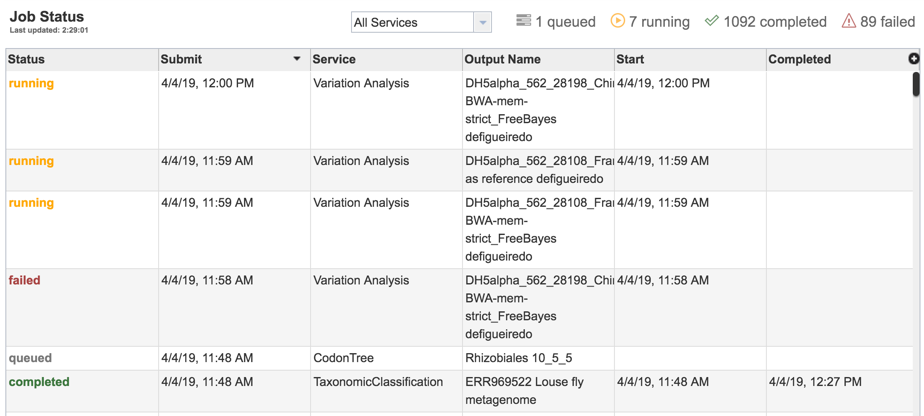 Job Status
Last updated: 2:29:01
All Services
1 queued 7 running 1092 completed 89 failed
Status Submit Service Output Name Start Completed
running 4/4/19, 12:00 PM Variation Analysis DH5alpha_562_28198_Chi 4/4/19, 12:00 PM
BWA-mem-
strict_FreeBayes
defigueiredo
running 4/4/19, 11:59 AM Variation Analysis DH5alpha_562_28108_Fra 4/4/19, 11:59 AM
as reference defigueiredo
running 4/4/19, 11:59 AM Variation Analysis DH5alpha_562_28108_Fra 4/4/19, 11:59 AM
BWA-mem-
strict_FreeBayes
defigueiredo
failed 4/4/19, 11:58 AM Variation Analysis DH5alpha_562_28198_Chi 4/4/19, 11:58 AM
BWA-mem-
strict_FreeBayes
defigueiredo
queued 4/4/19, 11:48 AM CodonTree Rhizobiales 10_5_5
completed 4/4/19, 11:48 AM TaxonomicClassification ERR969522 Louse fly 4/4/19, 11:48 AM 4/4/19, 12:27 PM
metagenome